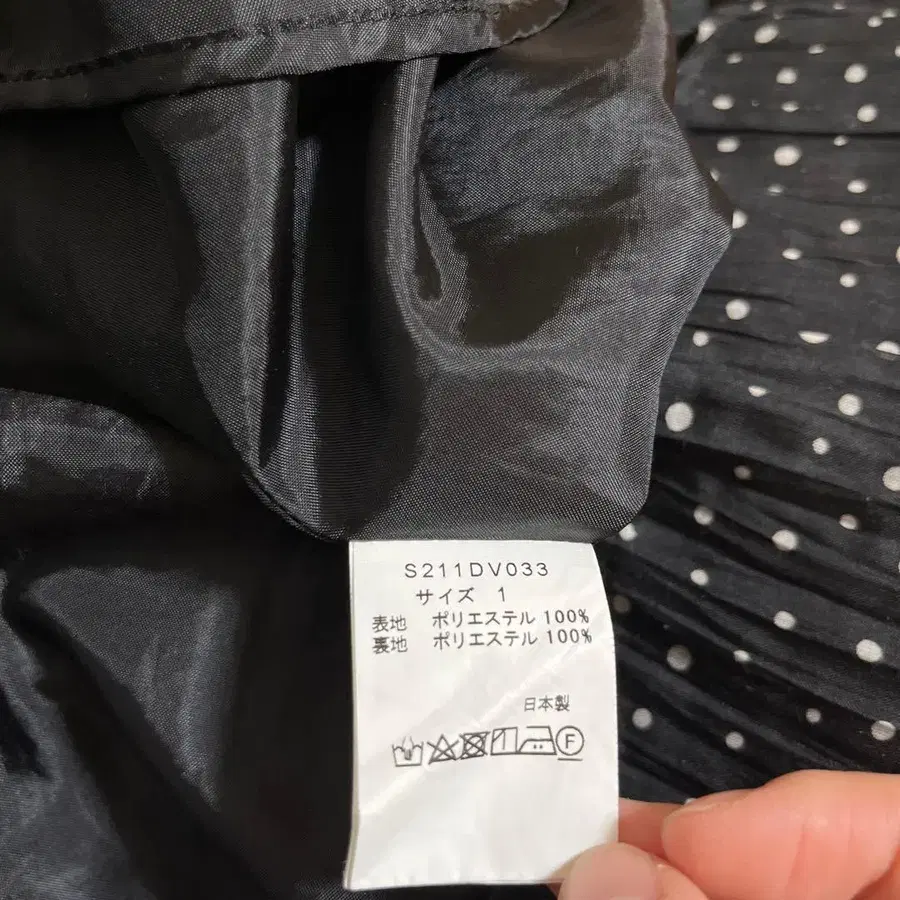 S211DV033
サイズ 1
表地 ポリエステル 100%
裏地 ポリエステル 100%
日本製
F